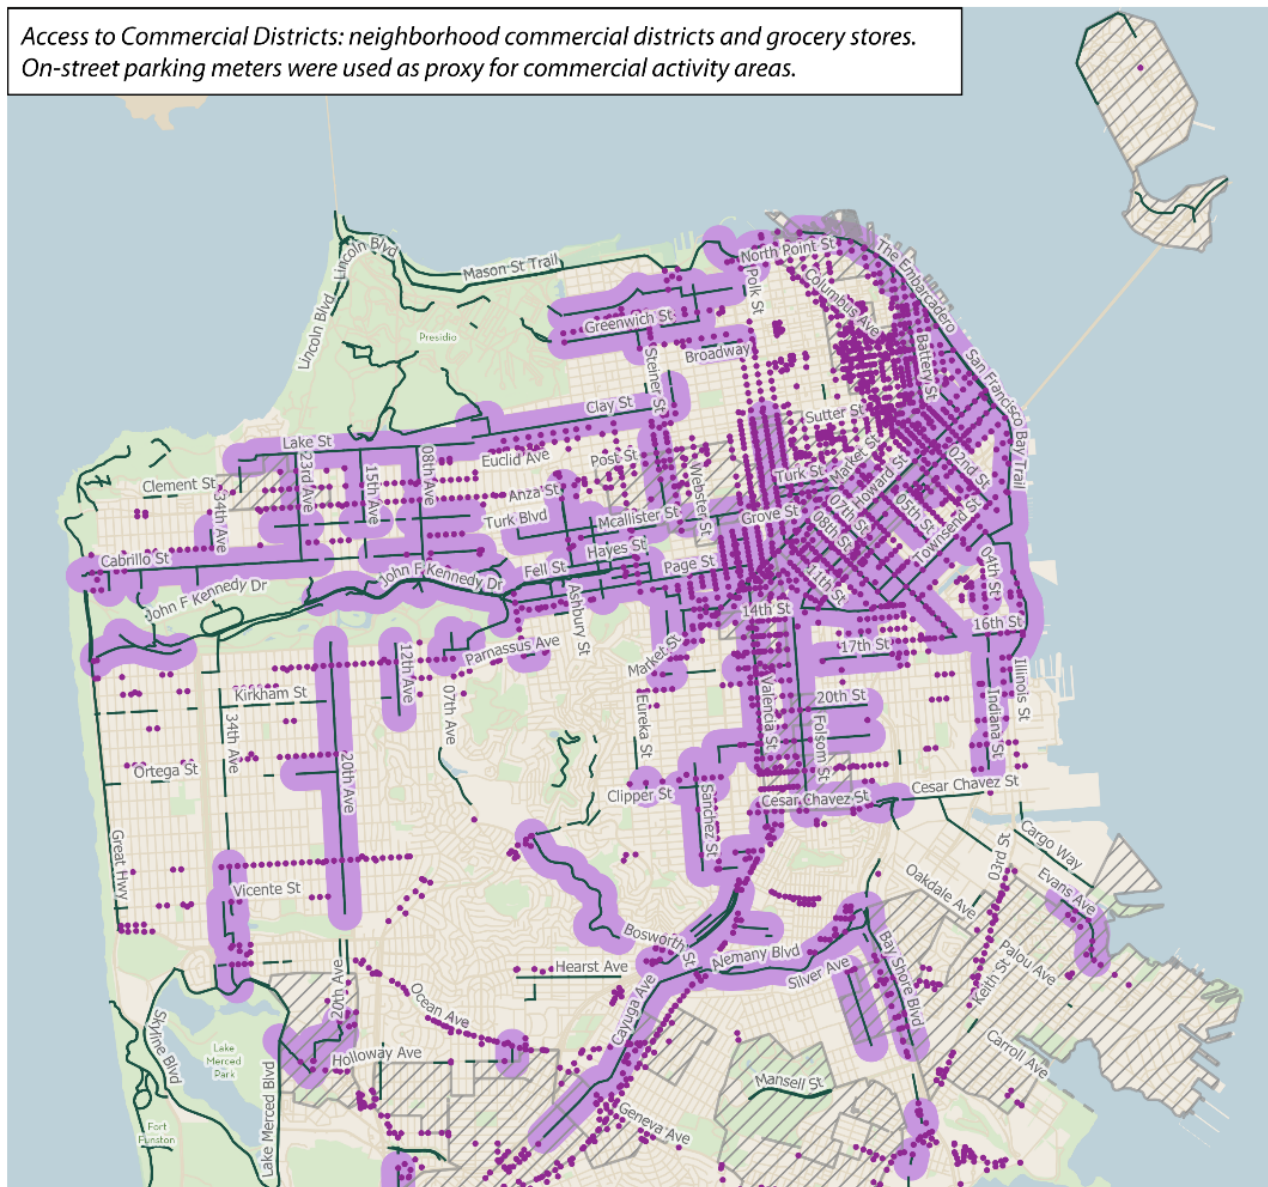 Access to Commercial Districts: neighborhood commercial districts and grocery stores.
On-street parking meters were used as proxy for commercial activity areas.
Lincoln Blvd
Mason St Trail
North Point St
The Embarcadero
Lincoln Blvd
Presidio
Polk St
Columbus Ave
Greenwich St
Broadway
Battery St
San Francisco Bay Trail
Steiner St
Clay St
Sutter St
Lake St
Euclid Ave
Post St
Market St
02nd St
Clement St
23rd Ave
15th Ave
08th Ave
Anza St
Webster St
Turk St
Howard St
34th Ave
Turk Blvd
Mcallister St
Grove St
07th St
05th St
08th St
Townsend St
Cabrillo St
Hayes St
Fell St
Page St
11th St
04th St
John F Kennedy Dr
John F Kennedy Dr
Ashbury St
14th St
16th St
Parnassus Ave
Market St
17th St
12th Ave
Kirkham St
07th Ave
Eureka St
Valencia St
20th St
Folsom St
Indiana St
Illinois St
34th Ave
Ortega St
20th Ave
Clipper St
Sanchez St
Cesar Chavez St
Cesar Chavez St
Great Hwy
Cargo Way
03rd St
Vicente St
Oakdale Ave
Evans Ave
Bosworth St
Alemany Blvd
Bay Shore Blvd
Palou Ave
Hearst Ave
Silver Ave
Keith St
20th Ave
Ocean Ave
Cayuga Ave
Skyline Blvd
Lake
Merced
Park
Holloway Ave
Carroll Ave
Lake Merced Blvd
Mansell St
Geneva Ave
Fort
Funston